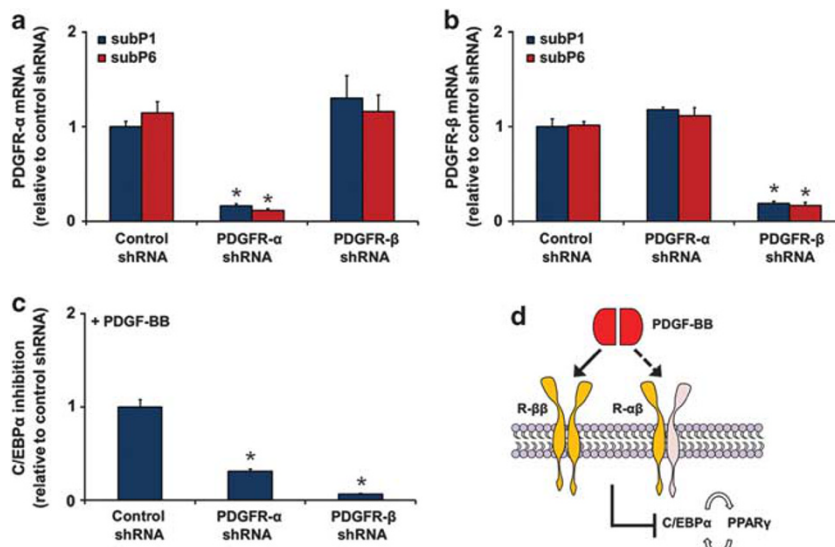 a
PDGFR-α mRNA
(relative to control shRNA)
2
1
0
subP1
subP6
*
*
Control
shRNA
PDGFR-α
shRNA
PDGFR-β
shRNA
b
PDGFR-β mRNA
(relative to control shRNA)
2
1
0
subP1
subP6
*
*
Control
shRNA
PDGFR-α
shRNA
PDGFR-β
shRNA
c
C/EBPα inhibition
(relative to control shRNA)
2
1
0
+ PDGF-BB
*
*
Control
shRNA
PDGFR-α
shRNA
PDGFR-β
shRNA
d
PDGF-BB
R-ββ
R-αβ
C/EBPα
PPARγ